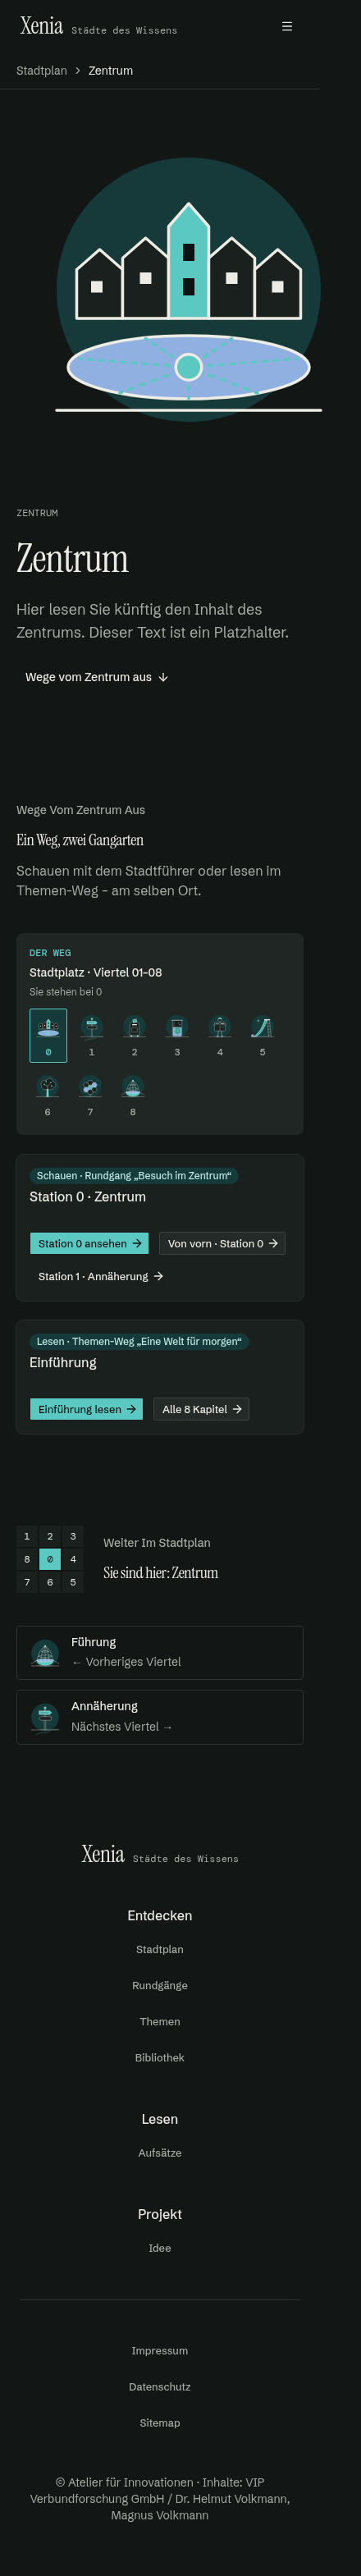 Xenia Städte des Wissens
Stadtplan > Zentrum
ZENTRUM
Zentrum
Hier lesen Sie künftig den Inhalt des
Zentrums. Dieser Text ist ein Platzhalter.
Wege vom Zentrum aus ↓
Wege Vom Zentrum Aus
Ein Weg, zwei Gangarten
Schauen mit dem Stadtführer oder lesen im
Themen-Weg – am selben Ort.
DER WEG
Stadtplatz · Viertel 01–08
Sie stehen bei 0
0 1 2 3 4 5
6 7 8
Schauen · Rundgang „Besuch im Zentrum“
Station 0 · Zentrum
Station 0 ansehen → Von vorn · Station 0 →
Station 1 · Annäherung →
Lesen · Themen-Weg „Eine Welt für morgen“
Einführung
Einführung lesen → Alle 8 Kapitel →
1 2 3
8 0 4
7 6 5
Weiter Im Stadtplan
Sie sind hier: Zentrum
Führung
← Vorheriges Viertel
Annäherung
Nächstes Viertel →
Xenia Städte des Wissens
Entdecken
Stadtplan
Rundgänge
Themen
Bibliothek
Lesen
Aufsätze
Projekt
Idee
Impressum
Datenschutz
Sitemap
© Atelier für Innovationen · Inhalte: VIP
Verbundforschung GmbH / Dr. Helmut Volkmann,
Magnus Volkmann